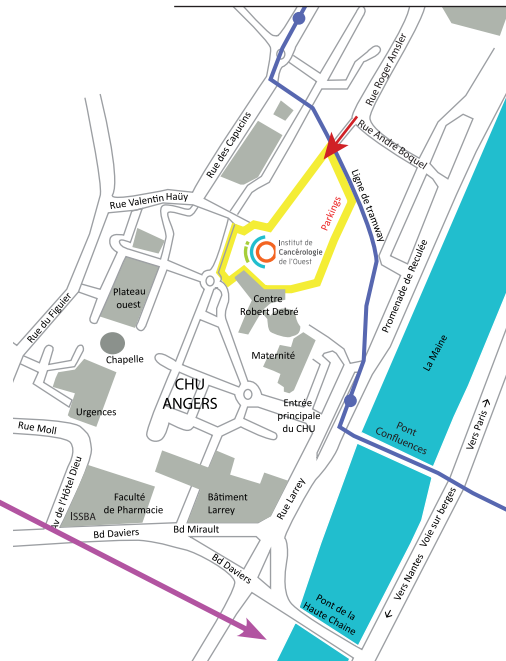 Rue Roger Amsler
Rue André Boquel
Rue des Capucins
Ligne de tramway
Rue Valentin Haüy
Parkings
Institut de
Cancérologie
de l'Ouest
Promenade de Reculée
Plateau
ouest
Centre
Robert Debré
Rue du Figuier
La Maine
Chapelle
Maternité
CHU
ANGERS
Urgences
Entrée
principale
du CHU
Pont
Confluences
Vers Paris
Rue Moll
Av de l'Hôtel Dieu
Faculté
de Pharmacie
ISSBA
Bâtiment
Larrey
Rue Larrey
Voie sur berges
Bd Daviers
Bd Mirault
Bd Daviers
Vers Nantes
Pont de la
Haute Chaine